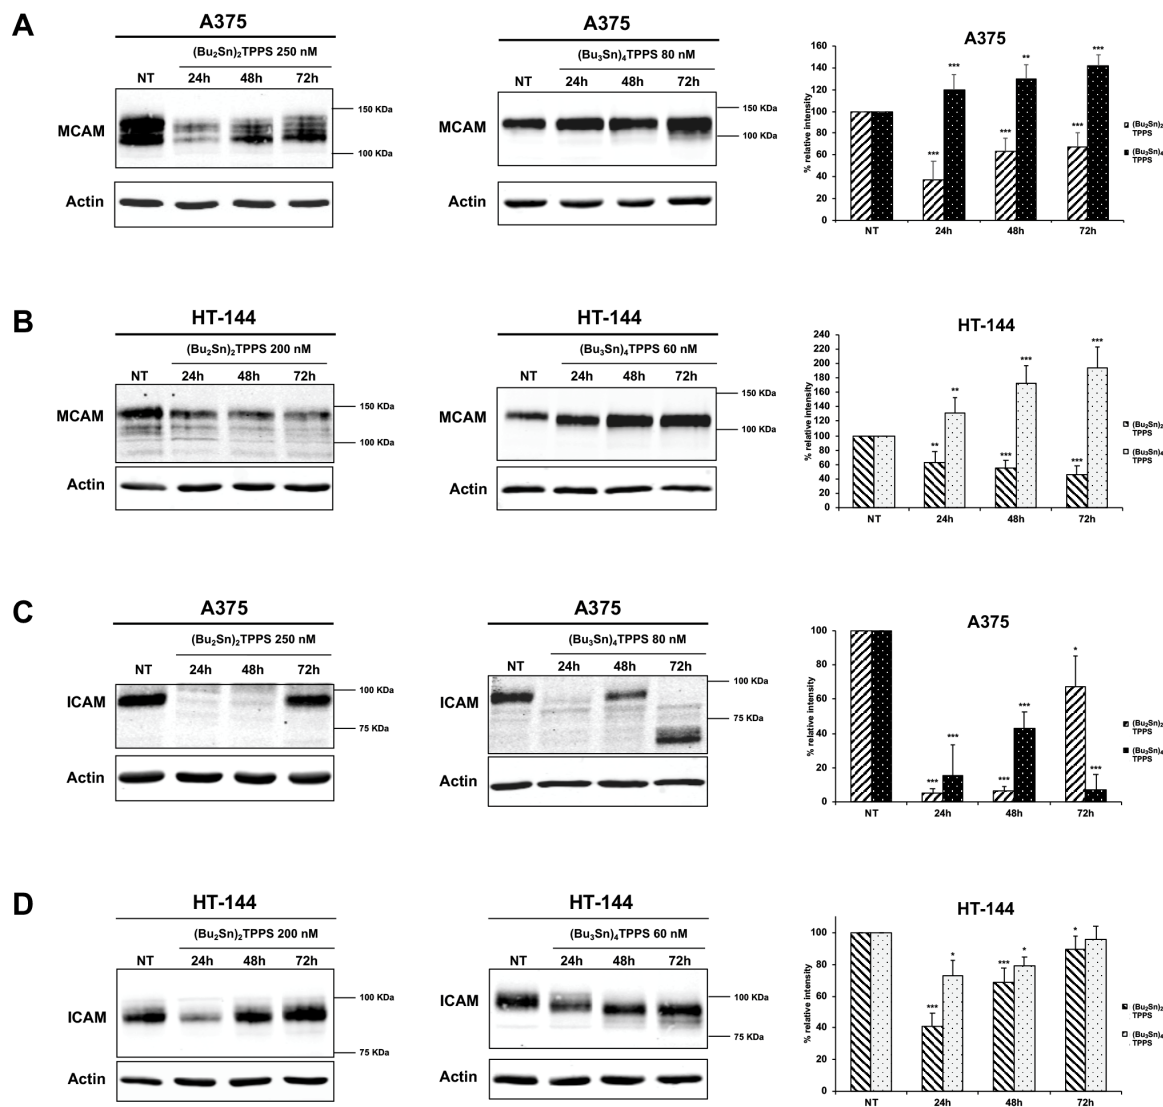 A
A375
(Bu₂Sn)₂TPPS 250 nM
NT 24h 48h 72h
MCAM
150 KDa
100 KDa
Actin
A375
(Bu₃Sn)₄TPPS 80 nM
NT 24h 48h 72h
MCAM
150 KDa
100 KDa
Actin
A375
% relative intensity
160
140
120
100
80
60
40
20
0
*** *** *** ** *** ***
NT 24h 48h 72h
(Bu₂Sn)₂
TPPS
(Bu₃Sn)₄
TPPS
B
HT-144
(Bu₂Sn)₂TPPS 200 nM
NT 24h 48h 72h
MCAM
150 KDa
100 KDa
Actin
HT-144
(Bu₃Sn)₄TPPS 60 nM
NT 24h 48h 72h
MCAM
150 KDa
100 KDa
Actin
HT-144
% relative intensity
240
220
200
180
160
140
120
100
80
60
40
20
0
** ** *** *** *** ***
NT 24h 48h 72h
(Bu₂Sn)₂
TPPS
(Bu₃Sn)₄
TPPS
C
A375
(Bu₂Sn)₂TPPS 250 nM
NT 24h 48h 72h
ICAM
100 KDa
75 KDa
Actin
A375
(Bu₃Sn)₄TPPS 80 nM
NT 24h 48h 72h
ICAM
100 KDa
75 KDa
Actin
A375
% relative intensity
100
80
60
40
20
0
*** *** *** *** * ***
NT 24h 48h 72h
(Bu₂Sn)₂
TPPS
(Bu₃Sn)₄
TPPS
D
HT-144
(Bu₂Sn)₂TPPS 200 nM
NT 24h 48h 72h
ICAM
100 KDa
75 KDa
Actin
HT-144
(Bu₃Sn)₄TPPS 60 nM
NT 24h 48h 72h
ICAM
100 KDa
75 KDa
Actin
HT-144
% relative intensity
100
80
60
40
20
0
*** * *** * *
NT 24h 48h 72h
(Bu₂Sn)₂
TPPS
(Bu₃Sn)₄
TPPS